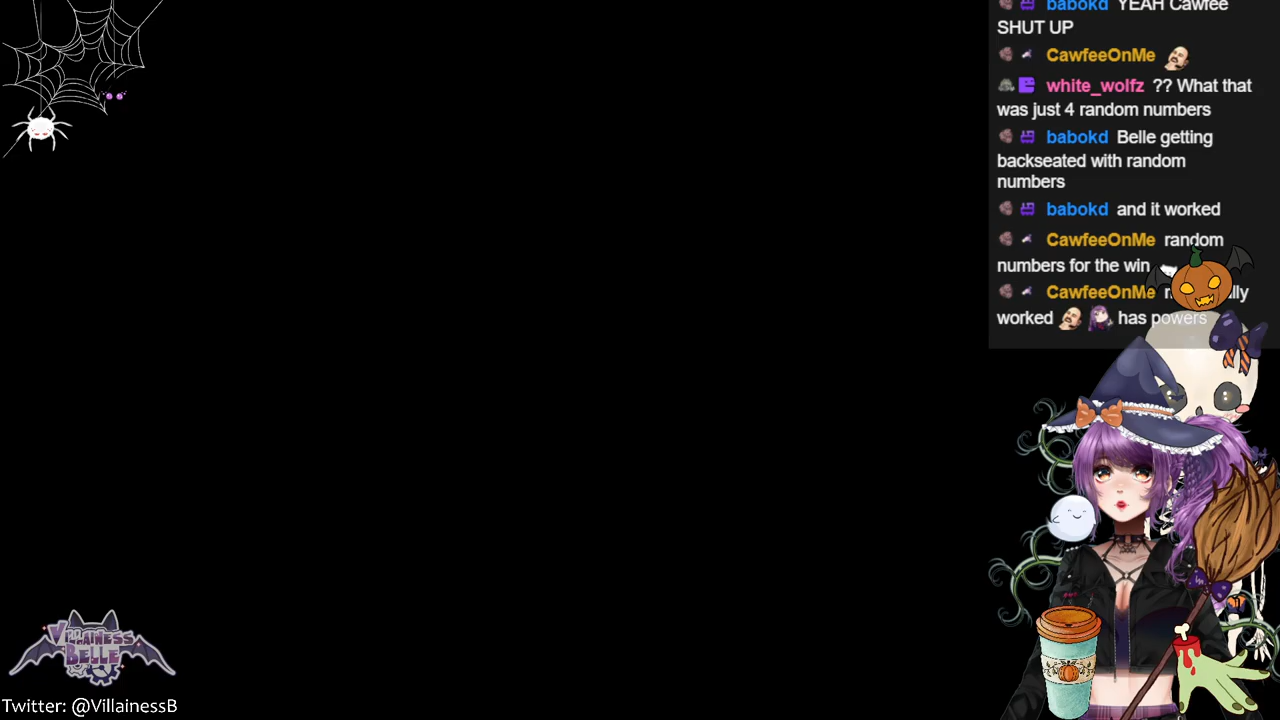 babokd YEAH Cawfee
SHUT UP
CawfeeOnMe
white_wolfz ?? What that
was just 4 random numbers
babokd Belle getting
backseated with random
numbers
babokd and it worked
CawfeeOnMe random
numbers for the win
CawfeeOnMe
worked has powers
VILLAINESS
BELLE
Twitter: @VillainessB